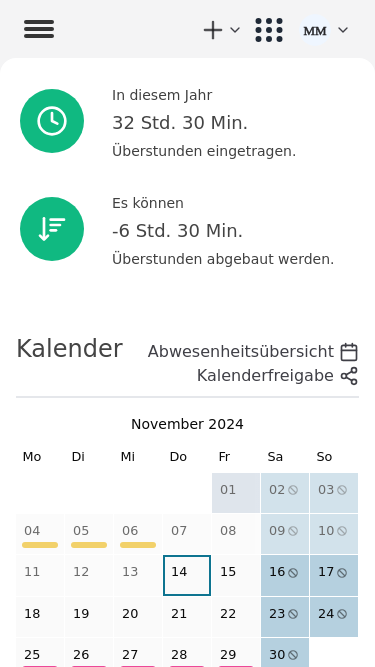 MM
In diesem Jahr
32 Std. 30 Min.
Überstunden eingetragen.
Es können
-6 Std. 30 Min.
Überstunden abgebaut werden.
Kalender
Abwesenheitsübersicht
Kalenderfreigabe
November 2024
Mo Di Mi Do Fr Sa So
01 02 03
04 05 06 07 08 09 10
11 12 13 14 15 16 17
18 19 20 21 22 23 24
25 26 27 28 29 30